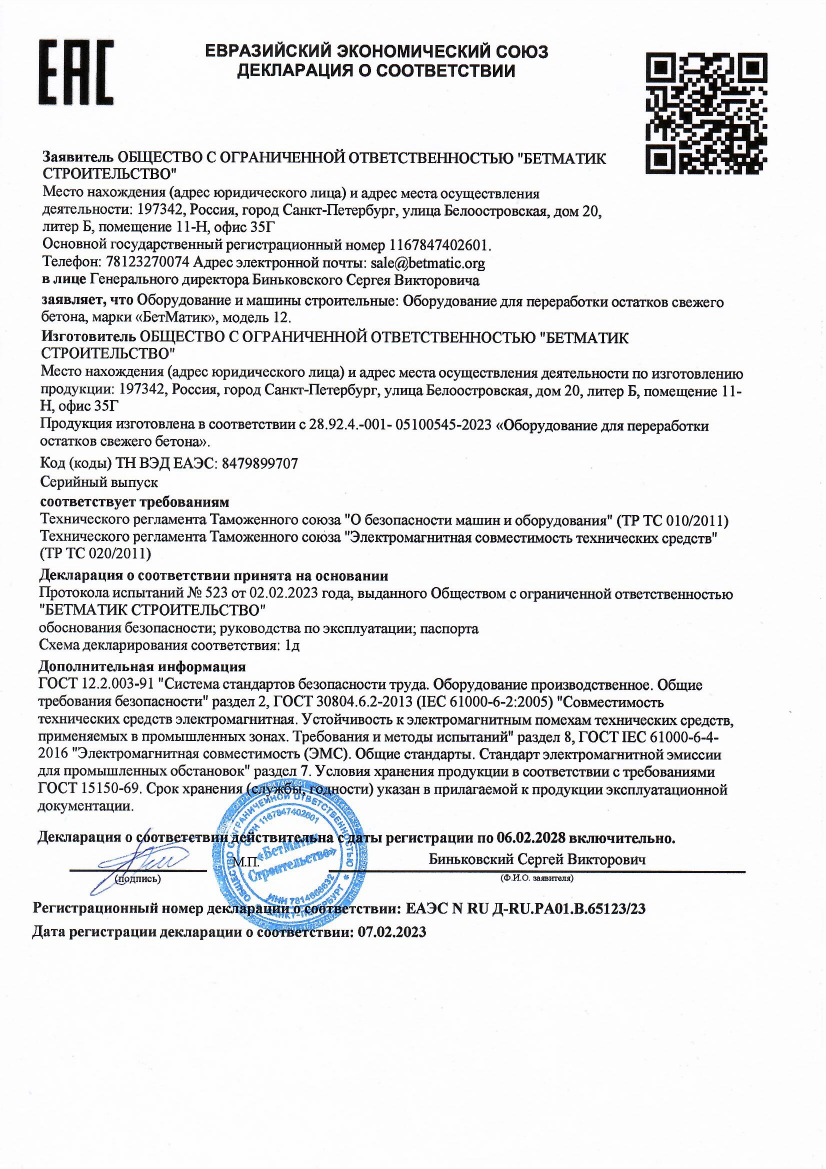 ЕАС
ЕВРАЗИЙСКИЙ ЭКОНОМИЧЕСКИЙ СОЮЗ
ДЕКЛАРАЦИЯ О СООТВЕТСТВИИ
Заявитель ОБЩЕСТВО С ОГРАНИЧЕННОЙ ОТВЕТСТВЕННОСТЬЮ "БЕТМАТИК
СТРОИТЕЛЬСТВО"
Место нахождения (адрес юридического лица) и адрес места осуществления
деятельности: 197342, Россия, город Санкт-Петербург, улица Белоостровская, дом 20,
литер Б, помещение 11-Н, офис 35Г
Основной государственный регистрационный номер 1167847402601.
Телефон: 78123270074 Адрес электронной почты: sale@betmatic.org
в лице Генерального директора Биньковского Сергея Викторовича
заявляет, что Оборудование и машины строительные: Оборудование для переработки остатков свежего
бетона, марки «БетМатик», модель 12.
Изготовитель ОБЩЕСТВО С ОГРАНИЧЕННОЙ ОТВЕТСТВЕННОСТЬЮ "БЕТМАТИК
СТРОИТЕЛЬСТВО"
Место нахождения (адрес юридического лица) и адрес места осуществления деятельности по изготовлению
продукции: 197342, Россия, город Санкт-Петербург, улица Белоостровская, дом 20, литер Б, помещение 11-
Н, офис 35Г
Продукция изготовлена в соответствии с 28.92.4.-001- 05100545-2023 «Оборудование для переработки
остатков свежего бетона».
Код (коды) ТН ВЭД ЕАЭС: 8479899707
Серийный выпуск
соответствует требованиям
Технического регламента Таможенного союза "О безопасности машин и оборудования" (ТР ТС 010/2011)
Технического регламента Таможенного союза "Электромагнитная совместимость технических средств"
(ТР ТС 020/2011)
Декларация о соответствии принята на основании
Протокола испытаний № 523 от 02.02.2023 года, выданного Обществом с ограниченной ответственностью
"БЕТМАТИК СТРОИТЕЛЬСТВО"
обоснования безопасности; руководства по эксплуатации; паспорта
Схема декларирования соответствия: 1д
Дополнительная информация
ГОСТ 12.2.003-91 "Система стандартов безопасности труда. Оборудование производственное. Общие
требования безопасности" раздел 2, ГОСТ 30804.6.2-2013 (IEC 61000-6-2:2005) "Совместимость
технических средств электромагнитная. Устойчивость к электромагнитным помехам технических средств,
применяемых в промышленных зонах. Требования и методы испытаний" раздел 8, ГОСТ IEC 61000-6-4-
2016 "Электромагнитная совместимость (ЭМС). Общие стандарты. Стандарт электромагнитной эмиссии
для промышленных обстановок" раздел 7. Условия хранения продукции в соответствии с требованиями
ГОСТ 15150-69. Срок хранения (службы, годности) указан в прилагаемой к продукции эксплуатационной
документации.
Декларация о соответствии действительна с даты регистрации по 06.02.2028 включительно.
М.П.
Биньковский Сергей Викторович
(подпись)
(Ф.И.О. заявителя)
ОБЩЕСТВО С ОГРАНИЧЕННОЙ ОТВЕТСТВЕННОСТЬЮ
ОГРН 1167847402601
«БетМатик
Строительство»
САНКТ-ПЕТЕРБУРГ
Регистрационный номер декларации о соответствии: ЕАЭС N RU Д-RU.РА01.В.65123/23
Дата регистрации декларации о соответствии: 07.02.2023